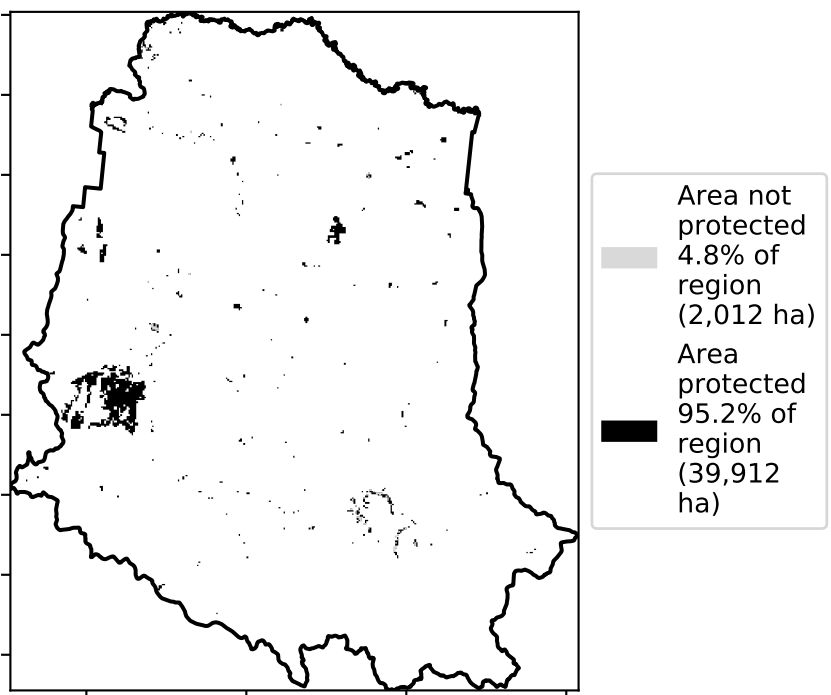 Area not
protected
4.8% of
region
(2,012 ha)
Area
protected
95.2% of
region
(39,912
ha)